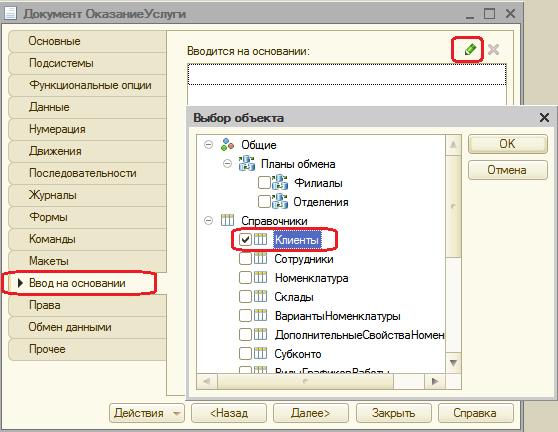 Документ ОказаниеУслуги
Основные
Подсистемы
Функциональные опции
Данные
Нумерация
Движения
Последовательности
Журналы
Формы
Команды
Макеты
Ввод на основании
Права
Обмен данными
Прочее
Вводится на основании:
Выбор объекта
Общие
Планы обмена
Филиалы
Отделения
Справочники
Клиенты
Сотрудники
Номенклатура
Склады
ВариантыНоменклатуры
ДополнительныеСвойстваНомен
Субконто
ВидыГрафиковРаботы
OK
Отмена
Действия
<Назад
Далее>
Закрыть
Справка